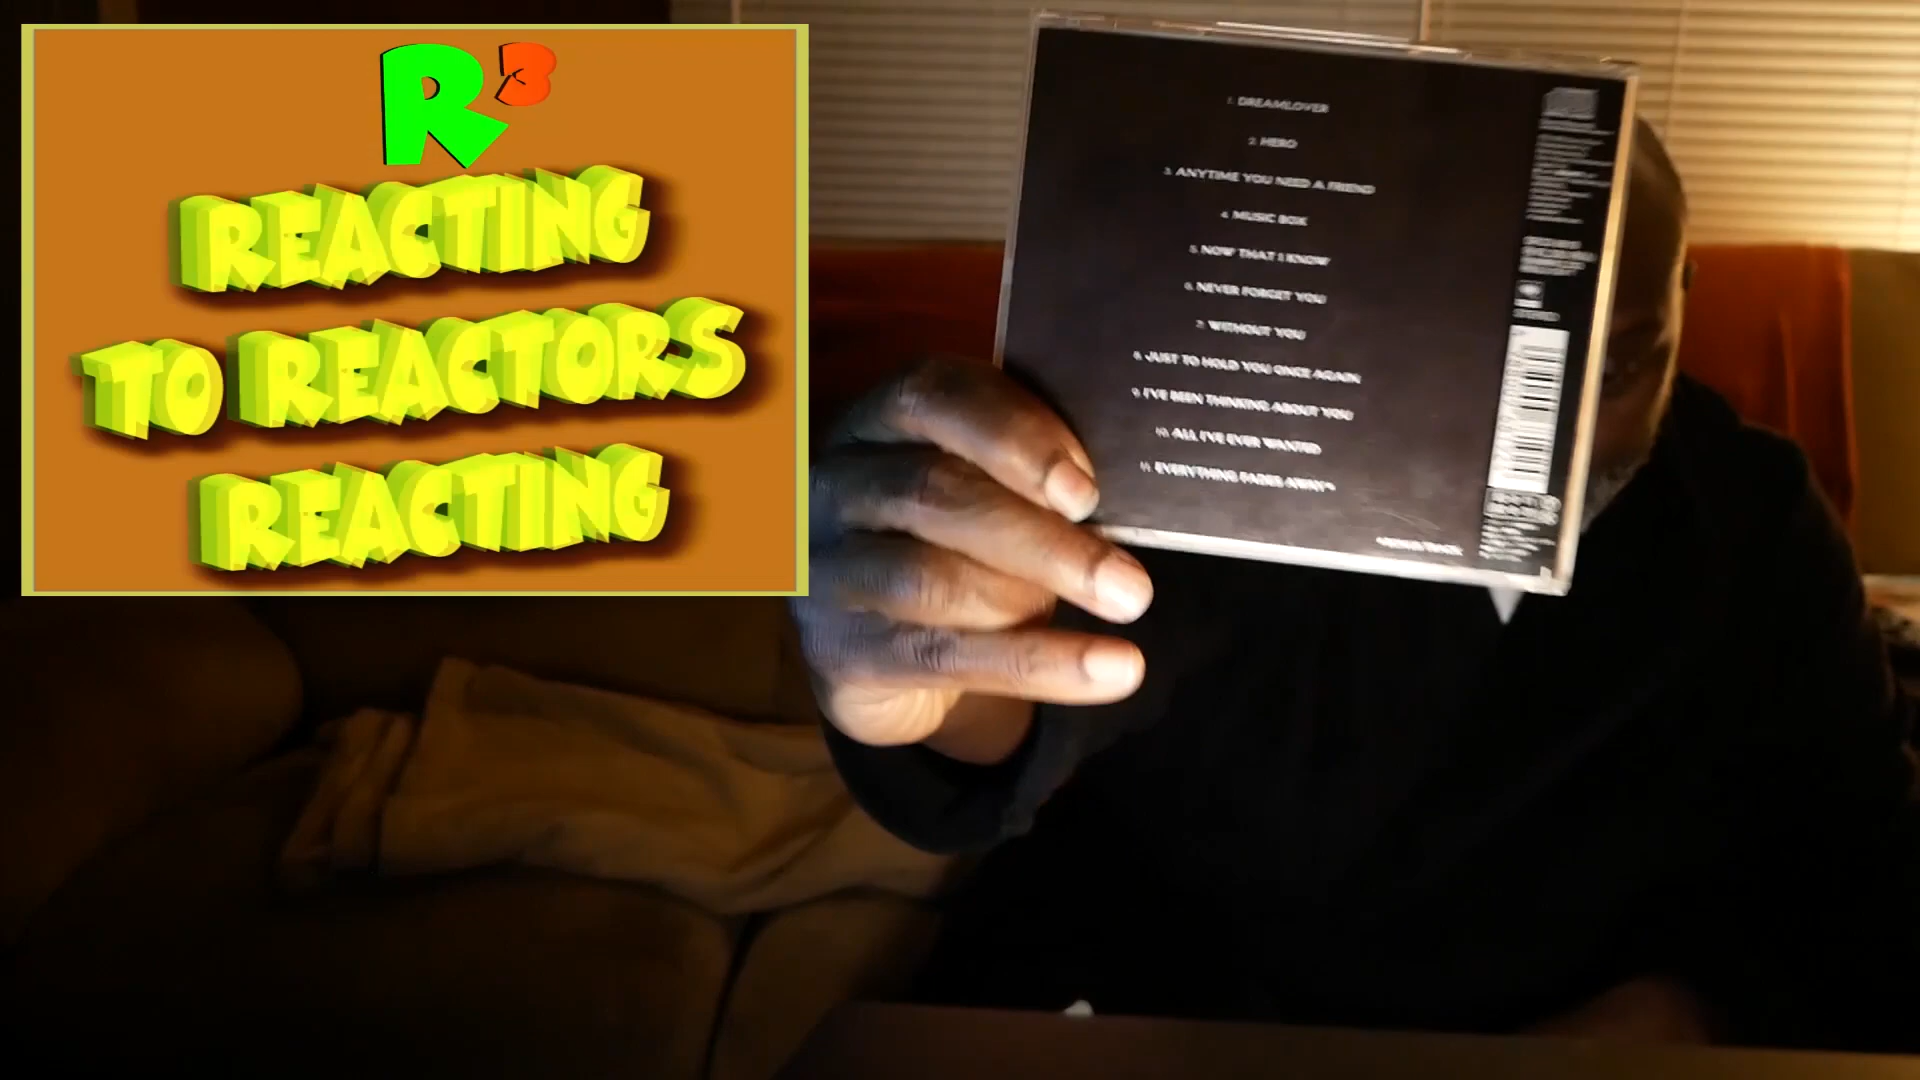 R3
REACTING
TO REACTORS
REACTING
1. DREAMLOVER
2. HERO
3. ANYTIME YOU NEED A FRIEND
4. MUSIC BOX
5. NOW THAT I KNOW
6. NEVER FORGET YOU
7. WITHOUT YOU
8. JUST TO HOLD YOU ONCE AGAIN
9. I'VE BEEN THINKING ABOUT YOU
10. ALL I'VE EVER WANTED
11. EVERYTHING FADES AWAY*
*BONUS TRACK